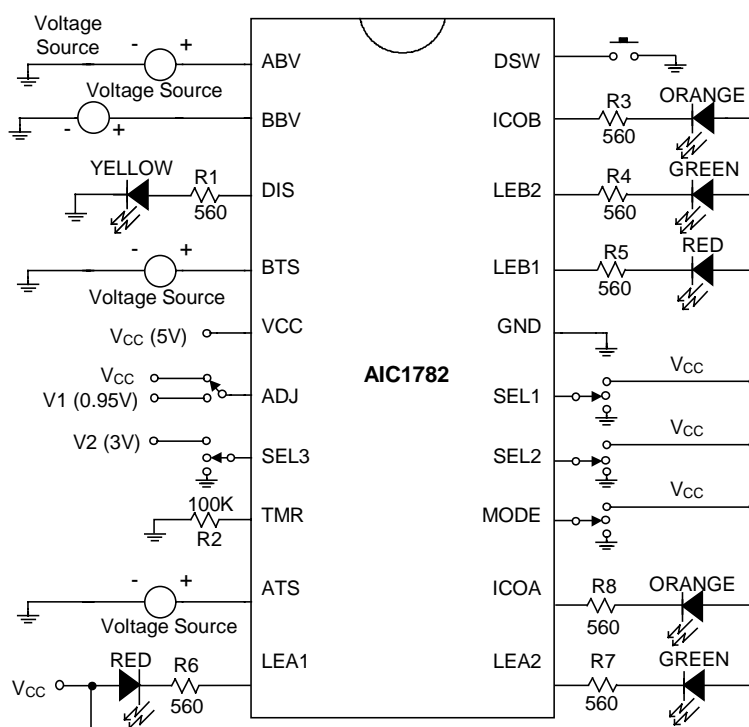 Voltage
Source
- +
ABV
DSW
Voltage Source
- +
BBV
R3
560
ORANGE
ICOB
YELLOW
R1
560
DIS
R4
560
GREEN
LEB2
- +
BTS
Voltage Source
R5
560
RED
LEB1
VCC (5V)
VCC
GND
AIC1782
VCC
V1 (0.95V)
ADJ
SEL1
VCC
V2 (3V)
SEL3
SEL2
VCC
100K
R2
TMR
MODE
VCC
- +
ATS
Voltage Source
R8
560
ORANGE
ICOA
VCC
RED
R6
560
LEA1
R7
560
GREEN
LEA2